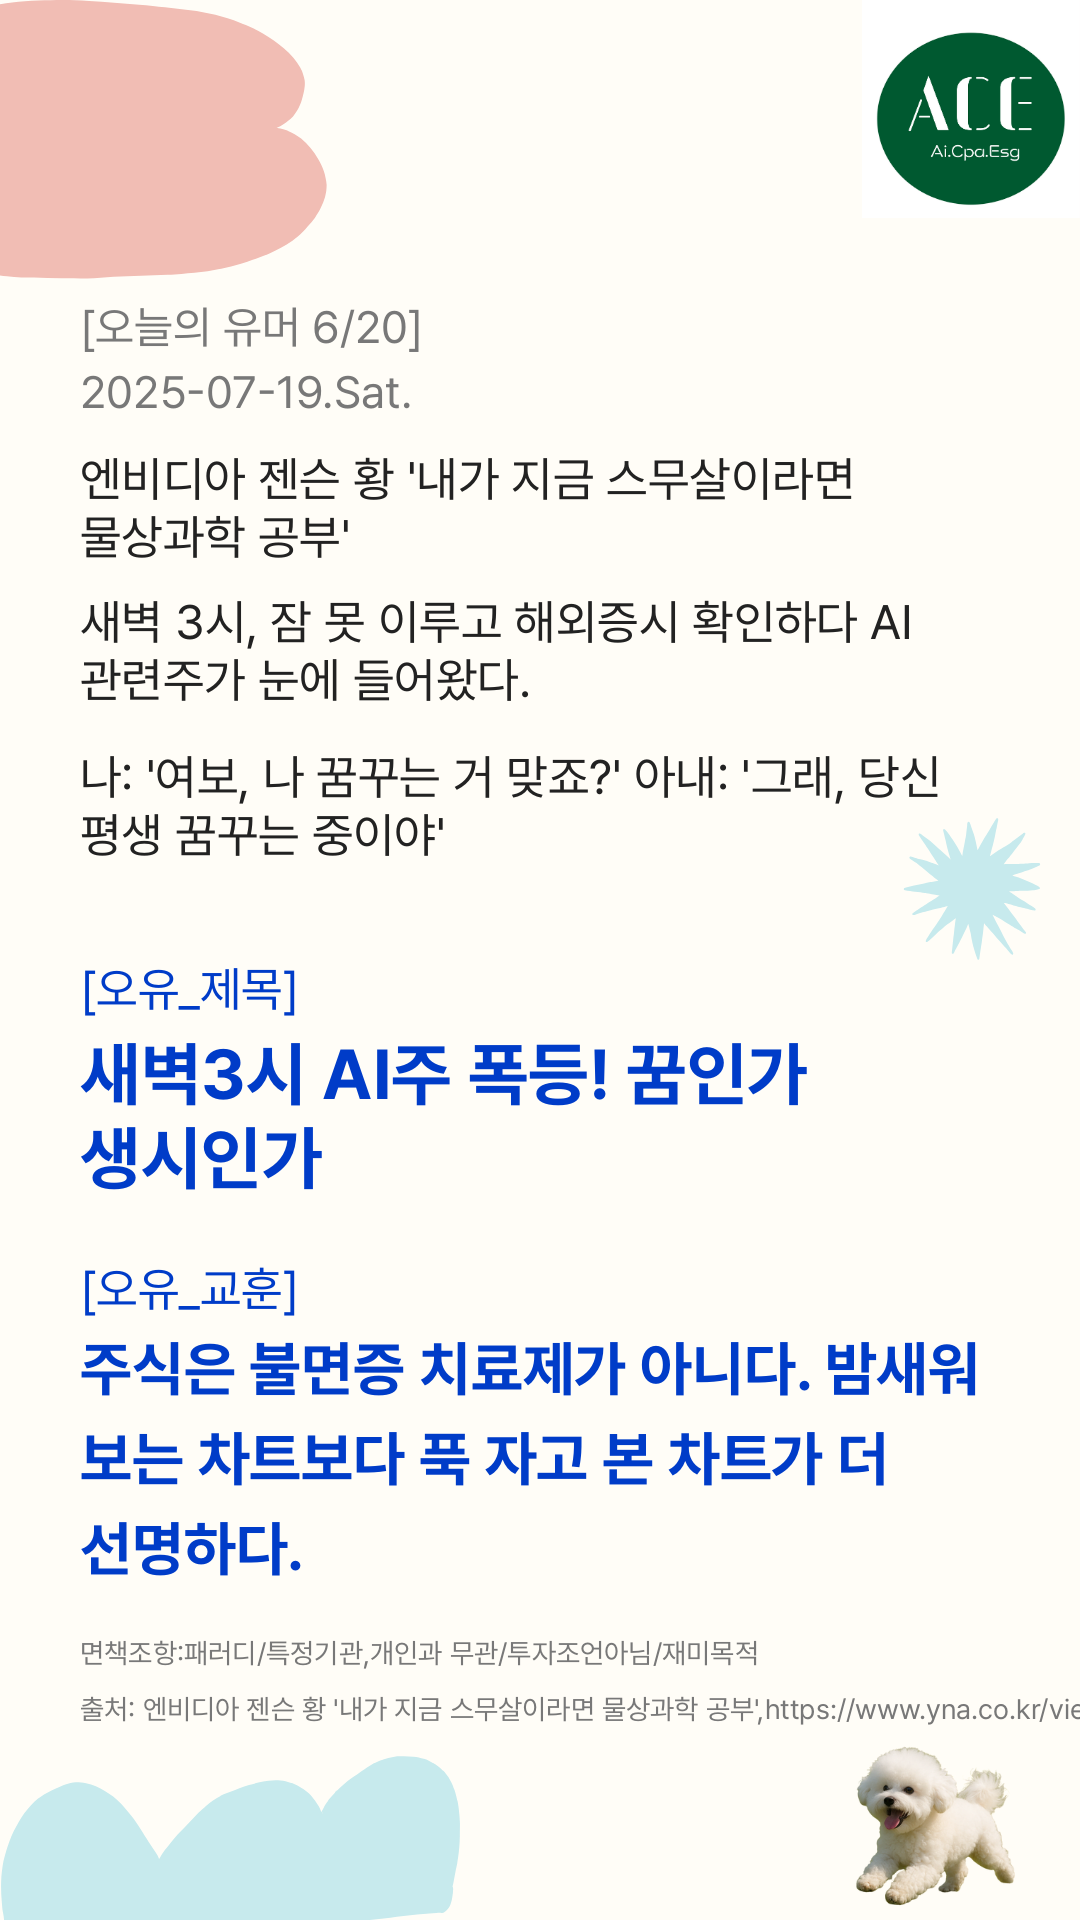 ACE
Ai.Cpa.Esg
[오늘의 유머 6/20]
2025-07-19.Sat.
엔비디아 젠슨 황 '내가 지금 스무살이라면
물상과학 공부'
새벽 3시, 잠 못 이루고 해외증시 확인하다 AI
관련주가 눈에 들어왔다.
나: '여보, 나 꿈꾸는 거 맞죠?' 아내: '그래, 당신
평생 꿈꾸는 중이야'
[오유_제목]
새벽3시 AI주 폭등! 꿈인가
생시인가
[오유_교훈]
주식은 불면증 치료제가 아니다. 밤새워
보는 차트보다 푹 자고 본 차트가 더
선명하다.
면책조항:패러디/특정기관,개인과 무관/투자조언아님/재미목적
출처: 엔비디아 젠슨 황 '내가 지금 스무살이라면 물상과학 공부',https://www.yna.co.kr/vie